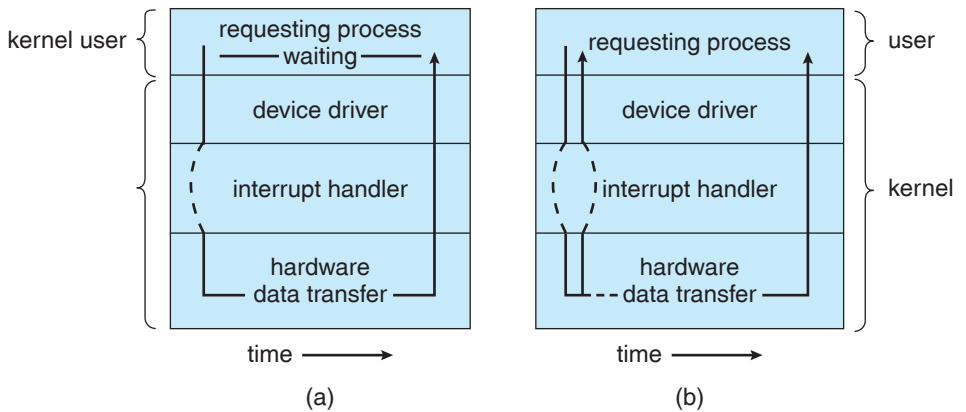 kernel user
requesting process
waiting
device driver
interrupt handler
hardware
data transfer
time
(a)
requesting process
user
device driver
interrupt handler
kernel
hardware
data transfer
time
(b)